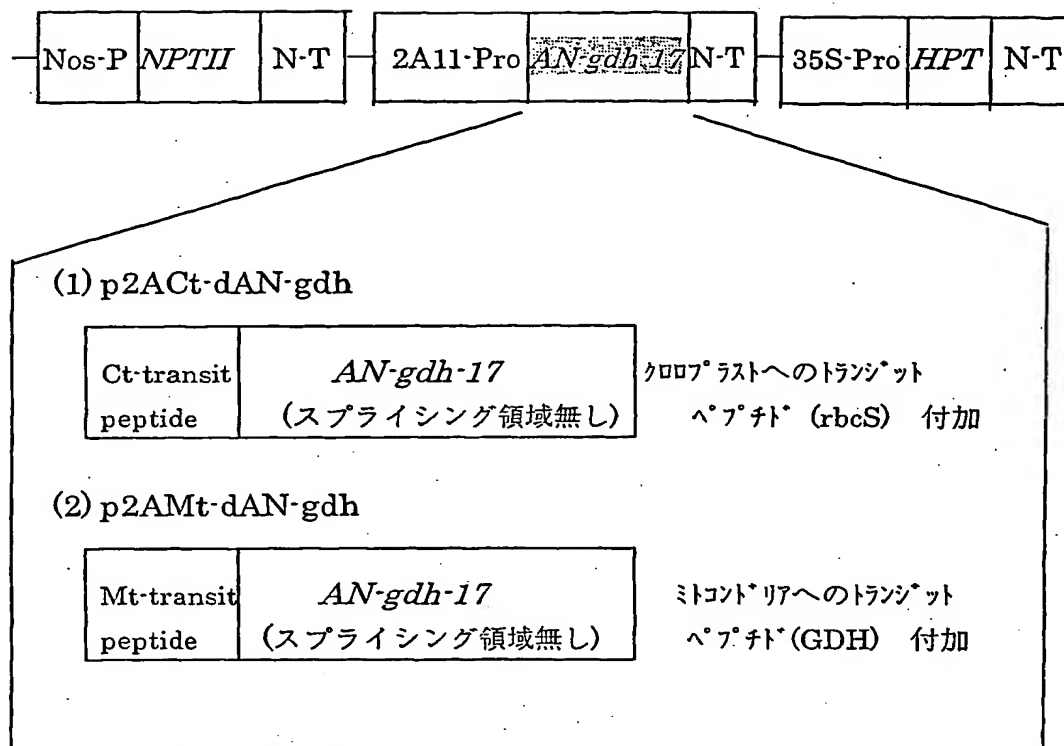 Nos-P NPTII N-T 2A11-Pro AN-gdh-17 N-T 35S-Pro HPT N-T
(1) p2ACt-dAN-gdh
Ct-transit AN-gdh-17 クロロプラストへのトランジット
peptide (スプライシング領域無し) ペプチド (rbcS) 付加
(2) p2AMt-dAN-gdh
Mt-transit AN-gdh-17 ミトコンドリアへのトランジット
peptide (スプライシング領域無し) ペプチド(GDH) 付加